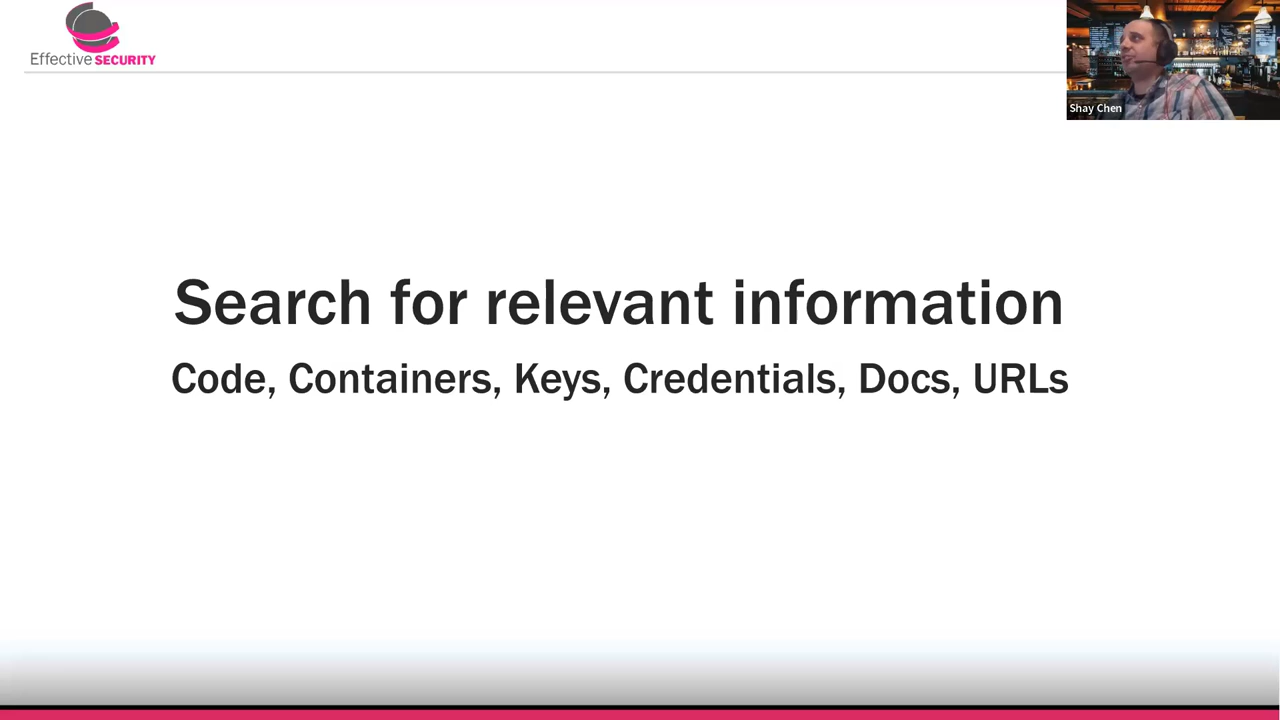 Effective SECURITY
Shay Chen
Search for relevant information
Code, Containers, Keys, Credentials, Docs, URLs